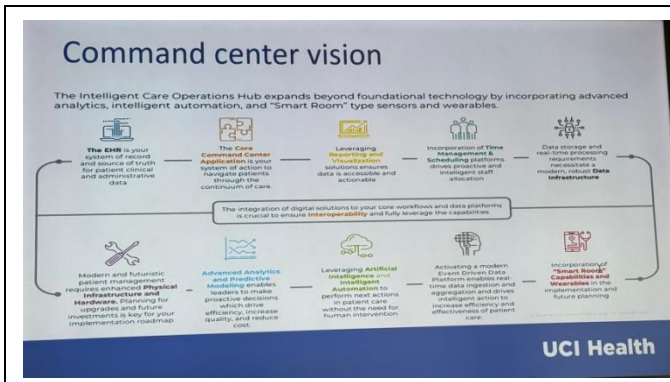 Command center vision
The Intelligent Care Operations Hub expands beyond foundational technology by incorporating advanced
analytics, intelligent automation, and "Smart Room" type sensors and wearables.
The EHR is your
system of record
and source of truth
for patient clinical
and administrative
data
The Core
Command Center
Application is your
system of action to
navigate patients
through the
continuum of care.
Leveraging
Reporting and
Visualization
solutions ensures
data is accessible and
actionable
Incorporation of Time
Management &
Scheduling platforms
drives proactive and
intelligent staff
allocation
Data storage and
real-time processing
requirements
necessitate a
modern, robust Data
Infrastructure
The integration of digital solutions to your core workflows and data platforms
is crucial to ensure Interoperability and fully leverage the capabilities
Modern and futuristic
patient management
requires enhanced Physical
Infrastructure and
Hardware. Planning for
upgrades and future
investments is key for your
implementation roadmap
Advanced Analytics
and Predictive
Modeling enables
leaders to make
proactive decisions
which drive
efficiency, increase
quality, and reduce
cost.
Leveraging Artificial
Intelligence and
Intelligent
Automation to
perform next actions
in patient care
without the need for
human intervention
Activating a modern
Event Driven Data
Platform enables real-
time data ingestion and
aggregation and drives
intelligent action to
increase efficiency and
effectiveness of patient
care.
Incorporation of
"Smart Room"
Capabilities and
Wearables in the
implementation and
future planning
UCI Health